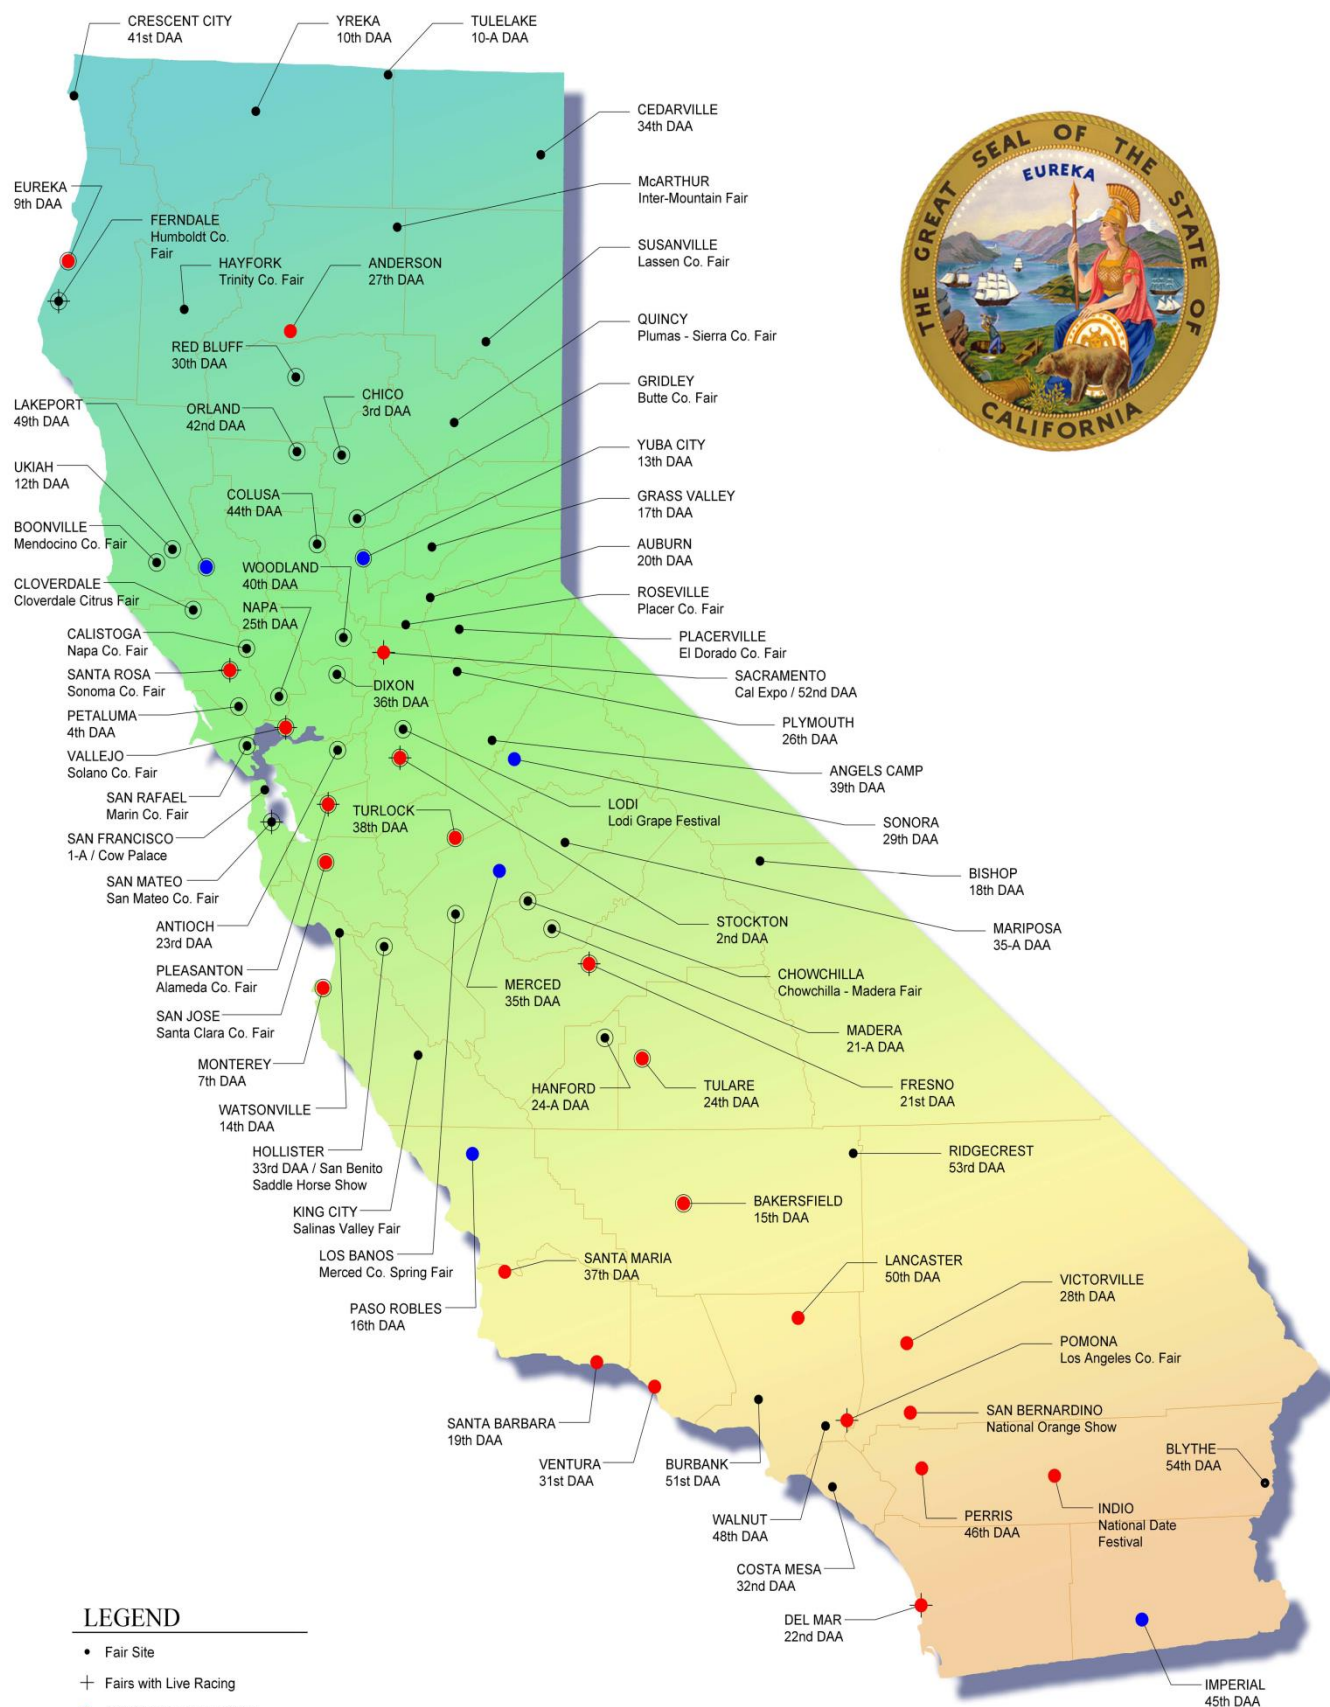 CRESCENT CITY
41st DAA
YREKA
10th DAA
TULELAKE
10-A DAA
CEDARVILLE
34th DAA
THE GREAT SEAL OF THE STATE OF CALIFORNIA
EUREKA
EUREKA
9th DAA
FERNDALE
Humboldt Co.
Fair
McARTHUR
Inter-Mountain Fair
HAYFORK
Trinity Co. Fair
ANDERSON
27th DAA
SUSANVILLE
Lassen Co. Fair
QUINCY
Plumas - Sierra Co. Fair
RED BLUFF
30th DAA
GRIDLEY
Butte Co. Fair
LAKEPORT
49th DAA
ORLAND
42nd DAA
CHICO
3rd DAA
YUBA CITY
13th DAA
UKIAH
12th DAA
COLUSA
44th DAA
GRASS VALLEY
17th DAA
BOONVILLE
Mendocino Co. Fair
AUBURN
20th DAA
WOODLAND
40th DAA
CLOVERDALE
Cloverdale Citrus Fair
NAPA
25th DAA
ROSEVILLE
Placer Co. Fair
CALISTOGA
Napa Co. Fair
PLACERVILLE
El Dorado Co. Fair
SANTA ROSA
Sonoma Co. Fair
DIXON
36th DAA
SACRAMENTO
Cal Expo / 52nd DAA
PETALUMA
4th DAA
PLYMOUTH
26th DAA
VALLEJO
Solano Co. Fair
ANGELS CAMP
39th DAA
SAN RAFAEL
Marin Co. Fair
TURLOCK
38th DAA
LODI
Lodi Grape Festival
SONORA
29th DAA
SAN FRANCISCO
1-A / Cow Palace
SAN MATEO
San Mateo Co. Fair
BISHOP
18th DAA
ANTIOCH
23rd DAA
STOCKTON
2nd DAA
MARIPOSA
35-A DAA
PLEASANTON
Alameda Co. Fair
MERCED
35th DAA
CHOWCHILLA
Chowchilla - Madera Fair
SAN JOSE
Santa Clara Co. Fair
MADERA
21-A DAA
MONTEREY
7th DAA
HANFORD
24-A DAA
TULARE
24th DAA
FRESNO
21st DAA
WATSONVILLE
14th DAA
HOLLISTER
33rd DAA / San Benito
Saddle Horse Show
RIDGECREST
53rd DAA
KING CITY
Salinas Valley Fair
BAKERSFIELD
15th DAA
LOS BANOS
Merced Co. Spring Fair
SANTA MARIA
37th DAA
LANCASTER
50th DAA
VICTORVILLE
28th DAA
PASO ROBLES
16th DAA
POMONA
Los Angeles Co. Fair
SANTA BARBARA
19th DAA
SAN BERNARDINO
National Orange Show
VENTURA
31st DAA
BURBANK
51st DAA
BLYTHE
54th DAA
WALNUT
48th DAA
PERRIS
46th DAA
INDIO
National Date
Festival
COSTA MESA
32nd DAA
DEL MAR
22nd DAA
IMPERIAL
45th DAA
LEGEND
Fair Site
Fairs with Live Racing